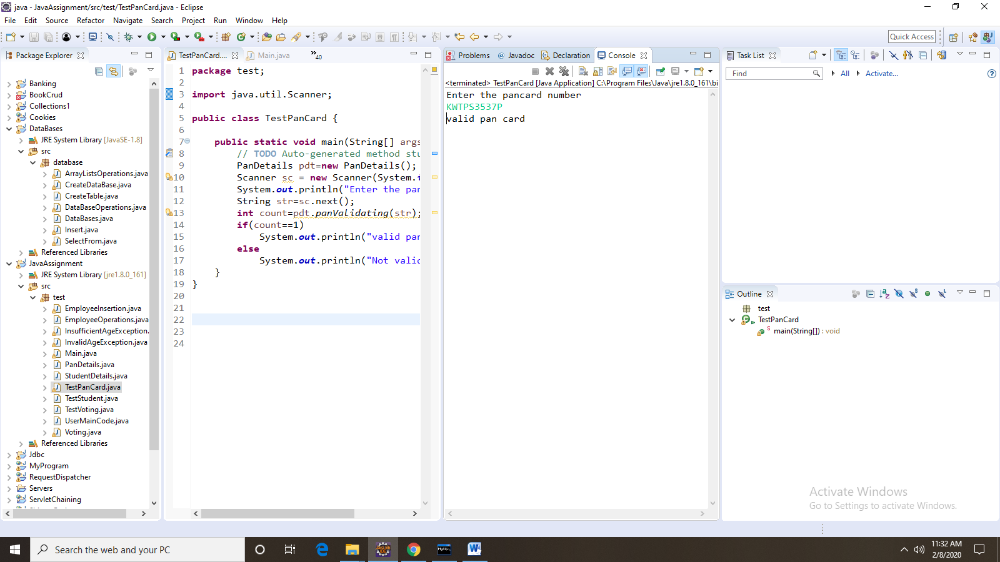 java - JavaAssignment/src/test/TestPanCard.java - Eclipse
File Edit Source Refactor Navigate Search Project Run Window Help
Quick Access
Package Explorer
Banking
BookCrud
Collections1
Cookies
DataBases
JRE System Library [JavaSE-1.8]
src
database
ArrayListsOperations.java
CreateDataBase.java
CreateTable.java
DataBaseOperations.java
DataBases.java
Insert.java
SelectFrom.java
Referenced Libraries
JavaAssignment
JRE System Library [jre1.8.0_161]
src
test
EmployeeInsertion.java
EmployeeOperations.java
InsufficientAgeException.
InvalidAgeException.java
Main.java
PanDetails.java
StudentDetails.java
TestPanCard.java
TestStudent.java
TestVoting.java
UserMainCode.java
Voting.java
Referenced Libraries
Jdbc
MyProgram
RequestDispatcher
Servers
ServletChaining
TestPanCard.... Main.java »40
1 package test;
2
3 import java.util.Scanner;
4
5 public class TestPanCard {
6
7 public static void main(String[] args
8 // TODO Auto-generated method stu
9 PanDetails pdt=new PanDetails();
10 Scanner sc = new Scanner(System.i
11 System.out.println("Enter the pan
12 String str=sc.next();
13 int count=pdt.panValidating(str);
14 if(count==1)
15 System.out.println("valid pan
16 else
17 System.out.println("Not valid
18 }
19 }
20
21
22
23
24
Problems @ Javadoc Declaration Console
<terminated> TestPanCard [Java Application] C:\Program Files\Java\jre1.8.0_161\bi
Enter the pancard number
KWTPS3537P
valid pan card
Task List
Find All Activate...
Outline
test
TestPanCard
main(String[]) : void
Activate Windows
Go to Settings to activate Windows.
Search the web and your PC
Java EE
IDE
MySQL
11:32 AM
2/8/2020